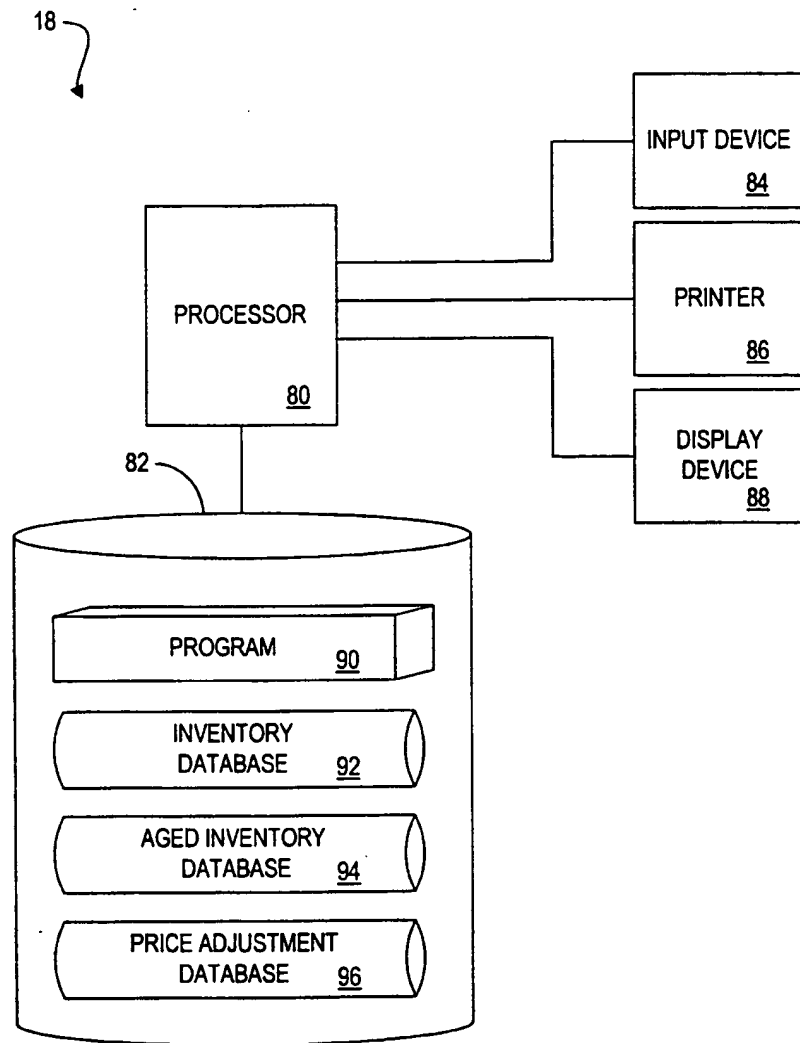 18
INPUT DEVICE
84
PROCESSOR
80
PRINTER
86
DISPLAY
DEVICE
88
82
PROGRAM
90
INVENTORY
DATABASE
92
AGED INVENTORY
DATABASE
94
PRICE ADJUSTMENT
DATABASE
96